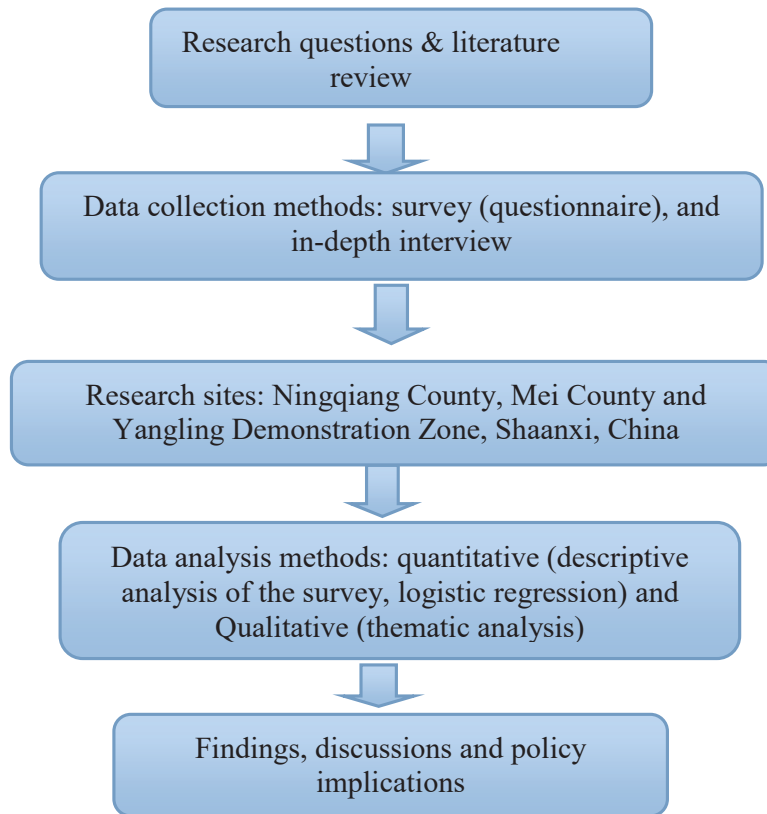 Research questions & literature
review
Data collection methods: survey (questionnaire), and
in-depth interview
Research sites: Ningqiang County, Mei County and
Yangling Demonstration Zone, Shaanxi, China
Data analysis methods: quantitative (descriptive
analysis of the survey, logistic regression) and
Qualitative (thematic analysis)
Findings, discussions and policy
implications